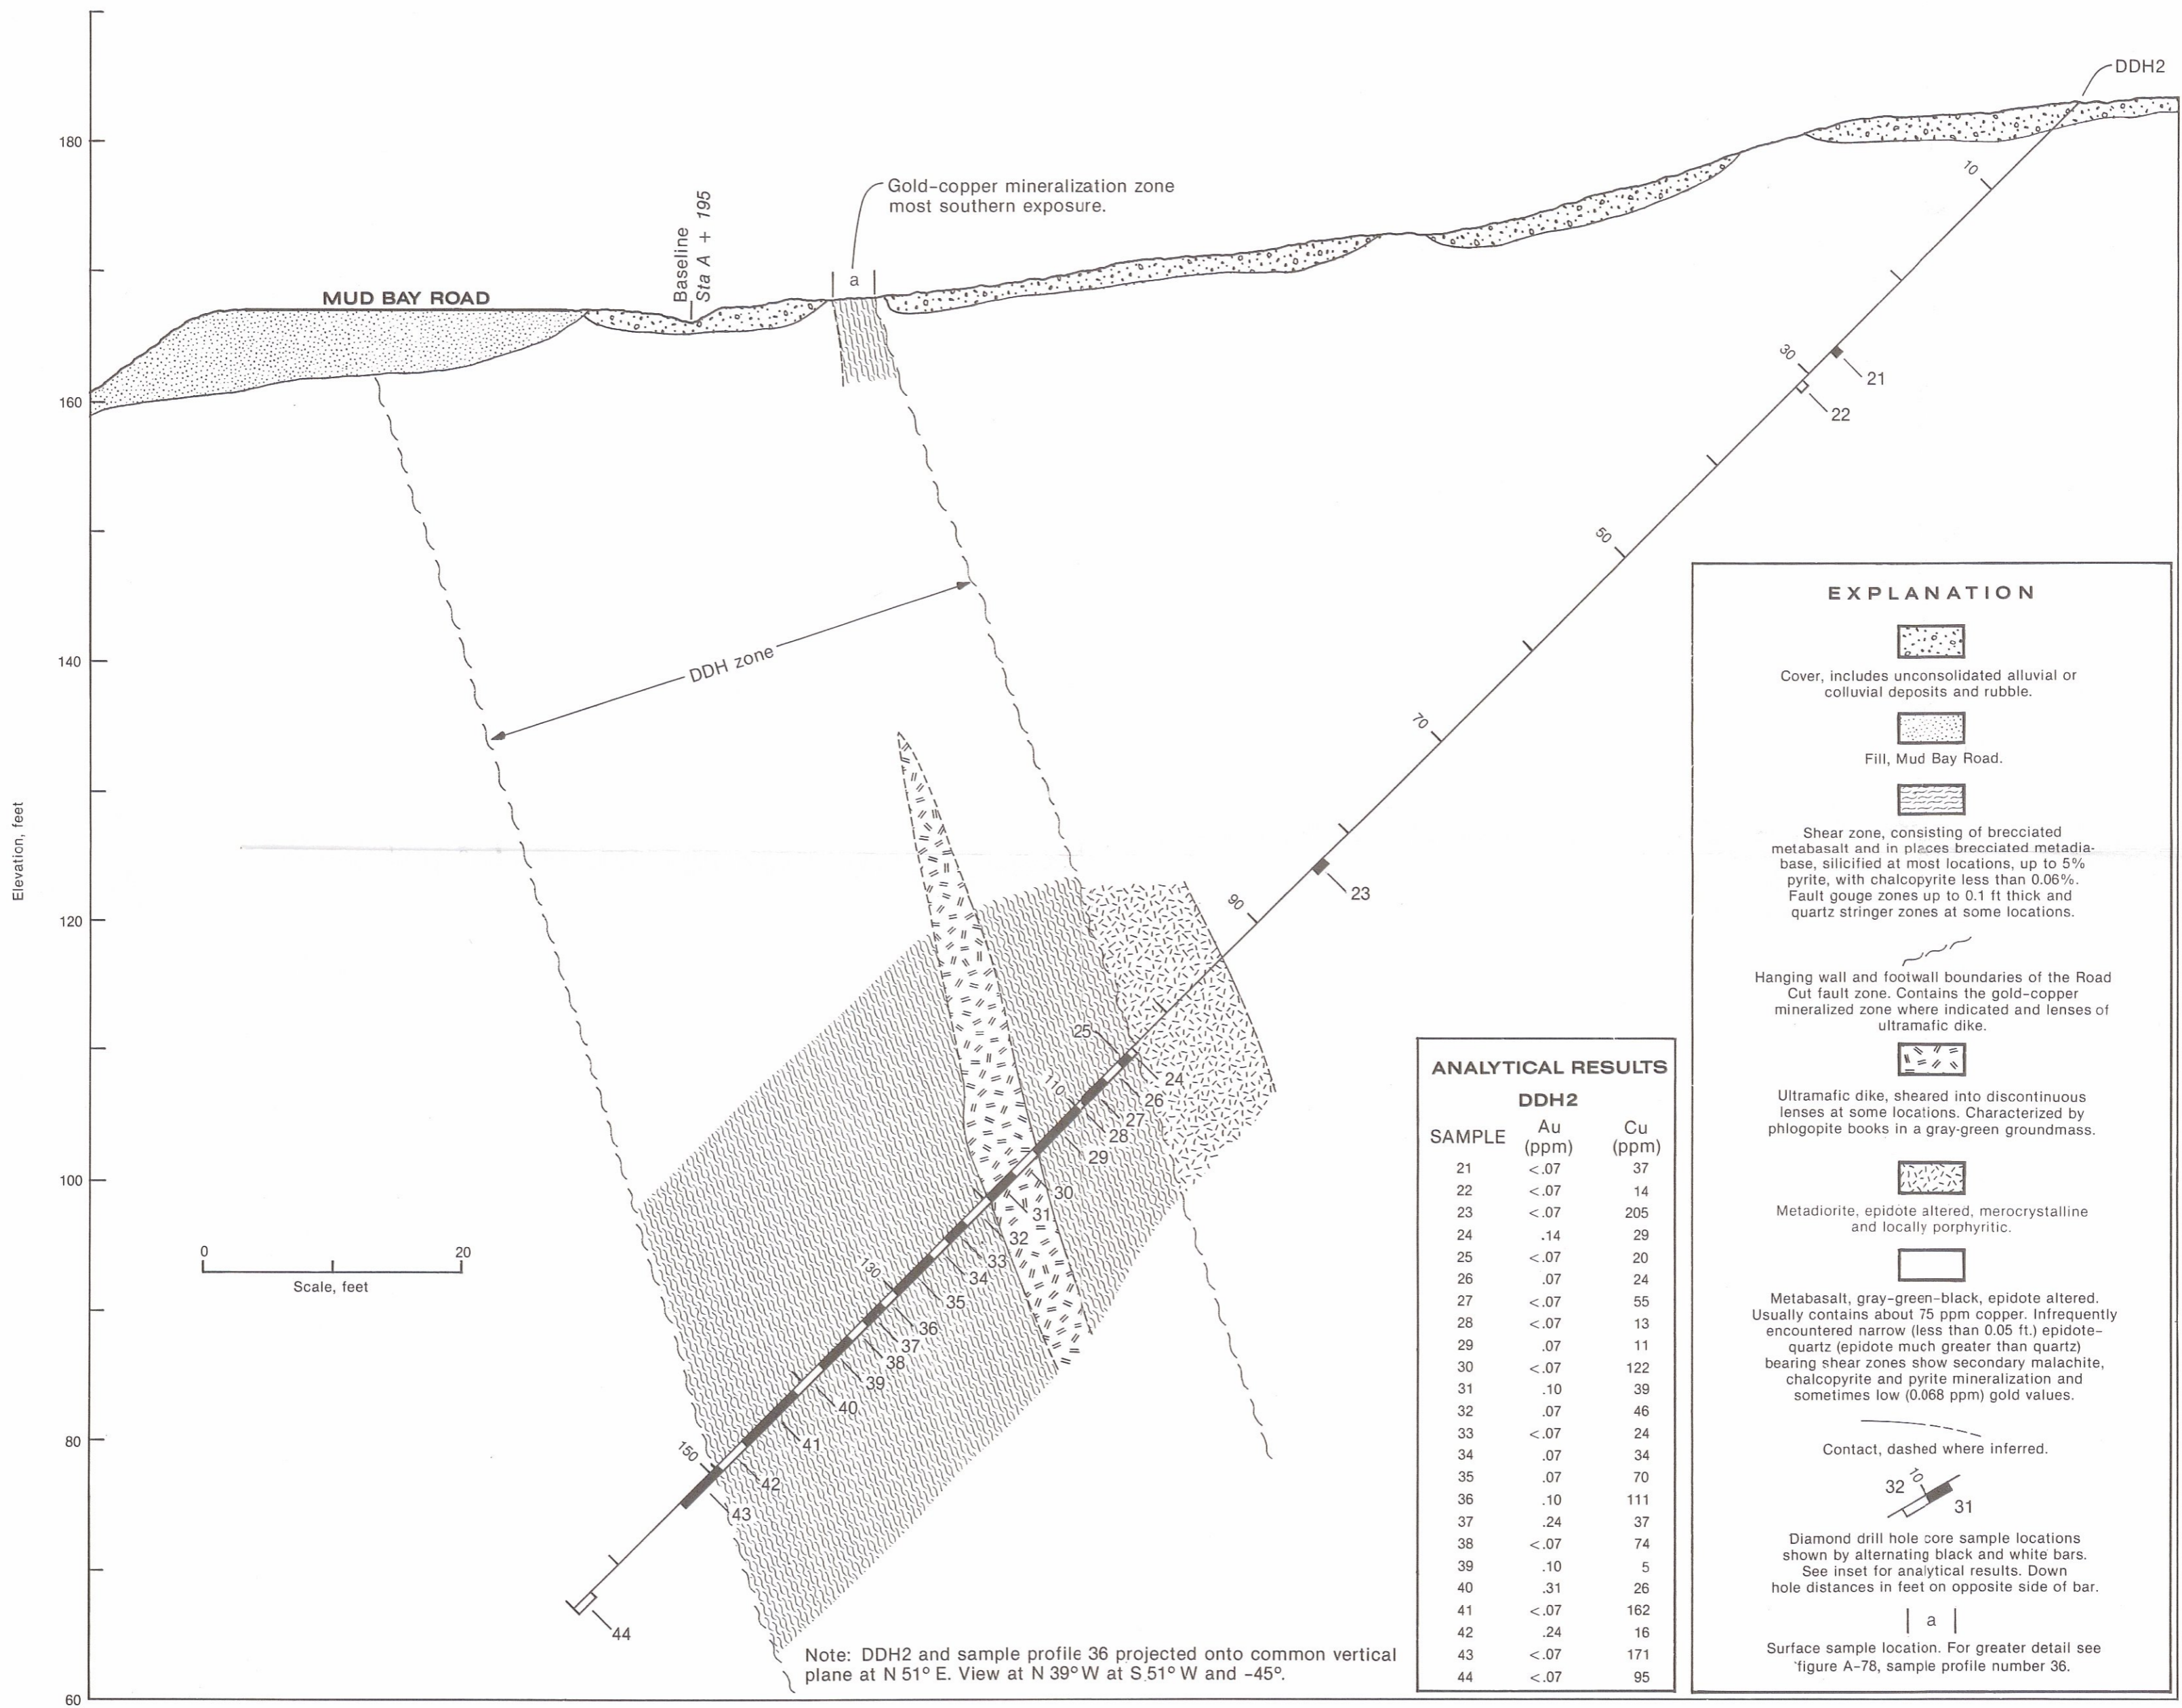 DDH2
180
10
Gold-copper mineralization zone
most southern exposure.
Baseline
Sta A + 195
a
MUD BAY ROAD
30
21
22
160
50
DDH zone
140
70
Elevation, feet
23
90
120
25
24
110
26
27
28
29
100
30
31
32
33
34
130
35
36
37
38
39
40
80
41
150
42
43
44
60
0 20
Scale, feet
Note: DDH2 and sample profile 36 projected onto common vertical
plane at N 51° E. View at N 39° W at S 51° W and -45°.
ANALYTICAL RESULTS
DDH2
SAMPLE Au (ppm) Cu (ppm)
21 <.07 37
22 <.07 14
23 <.07 205
24 .14 29
25 <.07 20
26 .07 24
27 <.07 55
28 <.07 13
29 .07 11
30 <.07 122
31 .10 39
32 .07 46
33 <.07 24
34 .07 34
35 .07 70
36 .10 111
37 .24 37
38 <.07 74
39 .10 5
40 .31 26
41 <.07 162
42 .24 16
43 <.07 171
44 <.07 95
EXPLANATION
Cover, includes unconsolidated alluvial or
colluvial deposits and rubble.
Fill, Mud Bay Road.
Shear zone, consisting of brecciated
metabasalt and in places brecciated metadia-
base, silicified at most locations, up to 5%
pyrite, with chalcopyrite less than 0.06%.
Fault gouge zones up to 0.1 ft thick and
quartz stringer zones at some locations.
Hanging wall and footwall boundaries of the Road
Cut fault zone. Contains the gold-copper
mineralized zone where indicated and lenses of
ultramafic dike.
Ultramafic dike, sheared into discontinuous
lenses at some locations. Characterized by
phlogopite books in a gray-green groundmass.
Metadiorite, epidote altered, merocrystalline
and locally porphyritic.
Metabasalt, gray-green-black, epidote altered.
Usually contains about 75 ppm copper. Infrequently
encountered narrow (less than 0.05 ft.) epidote-
quartz (epidote much greater than quartz)
bearing shear zones show secondary malachite,
chalcopyrite and pyrite mineralization and
sometimes low (0.068 ppm) gold values.
Contact, dashed where inferred.
32 10 31
Diamond drill hole core sample locations
shown by alternating black and white bars.
See inset for analytical results. Down
hole distances in feet on opposite side of bar.
a
Surface sample location. For greater detail see
figure A-78, sample profile number 36.